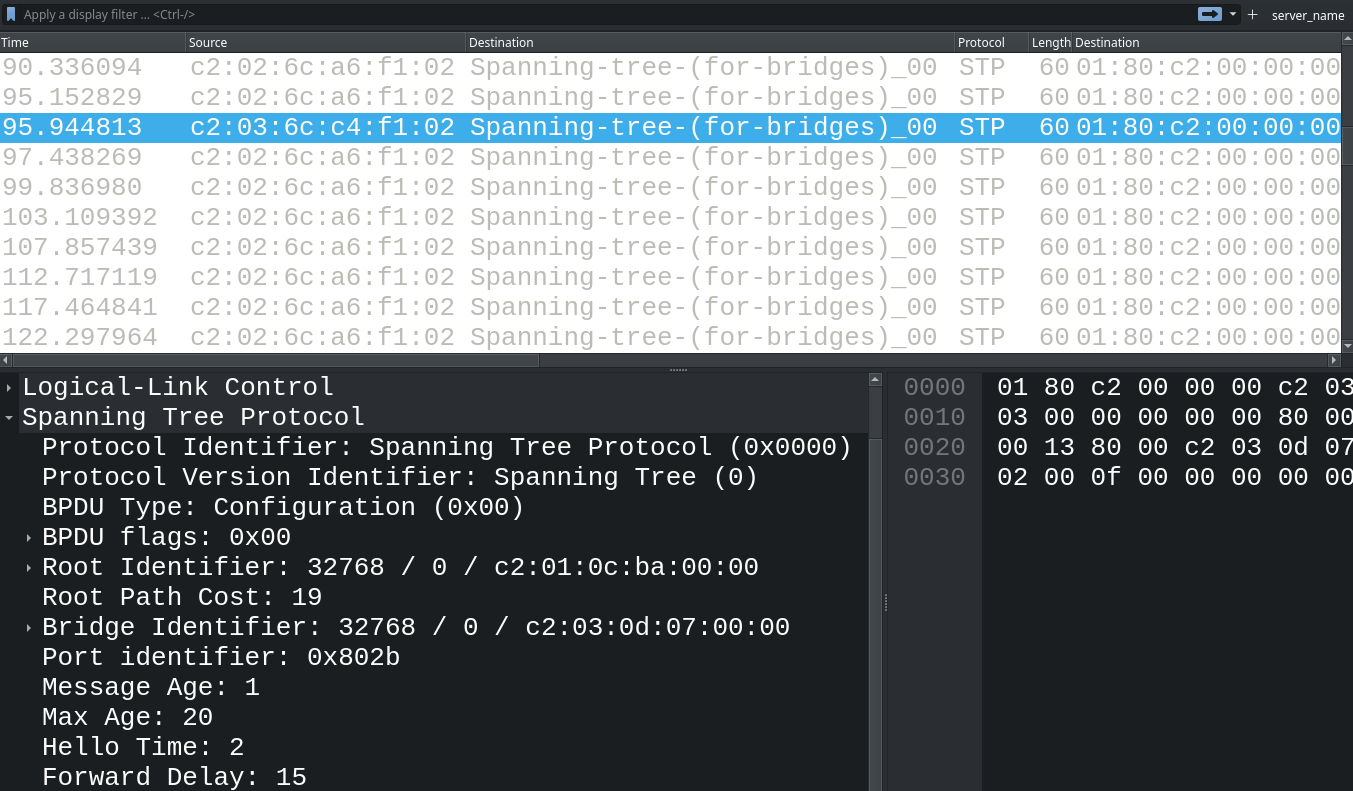 Apply a display filter ... <Ctrl-/> + server_name
Time Source Destination Protocol Length Destination
90.336094 c2:02:6c:a6:f1:02 Spanning-tree-(for-bridges)_00 STP 60 01:80:c2:00:00:00
95.152829 c2:02:6c:a6:f1:02 Spanning-tree-(for-bridges)_00 STP 60 01:80:c2:00:00:00
95.944813 c2:03:6c:c4:f1:02 Spanning-tree-(for-bridges)_00 STP 60 01:80:c2:00:00:00
97.438269 c2:02:6c:a6:f1:02 Spanning-tree-(for-bridges)_00 STP 60 01:80:c2:00:00:00
99.836980 c2:02:6c:a6:f1:02 Spanning-tree-(for-bridges)_00 STP 60 01:80:c2:00:00:00
103.109392 c2:02:6c:a6:f1:02 Spanning-tree-(for-bridges)_00 STP 60 01:80:c2:00:00:00
107.857439 c2:02:6c:a6:f1:02 Spanning-tree-(for-bridges)_00 STP 60 01:80:c2:00:00:00
112.717119 c2:02:6c:a6:f1:02 Spanning-tree-(for-bridges)_00 STP 60 01:80:c2:00:00:00
117.464841 c2:02:6c:a6:f1:02 Spanning-tree-(for-bridges)_00 STP 60 01:80:c2:00:00:00
122.297964 c2:02:6c:a6:f1:02 Spanning-tree-(for-bridges)_00 STP 60 01:80:c2:00:00:00
Logical-Link Control
Spanning Tree Protocol
Protocol Identifier: Spanning Tree Protocol (0x0000)
Protocol Version Identifier: Spanning Tree (0)
BPDU Type: Configuration (0x00)
BPDU flags: 0x00
Root Identifier: 32768 / 0 / c2:01:0c:ba:00:00
Root Path Cost: 19
Bridge Identifier: 32768 / 0 / c2:03:0d:07:00:00
Port identifier: 0x802b
Message Age: 1
Max Age: 20
Hello Time: 2
Forward Delay: 15
0000 01 80 c2 00 00 00 c2 03
0010 03 00 00 00 00 00 80 00
0020 00 13 80 00 c2 03 0d 07
0030 02 00 0f 00 00 00 00 00